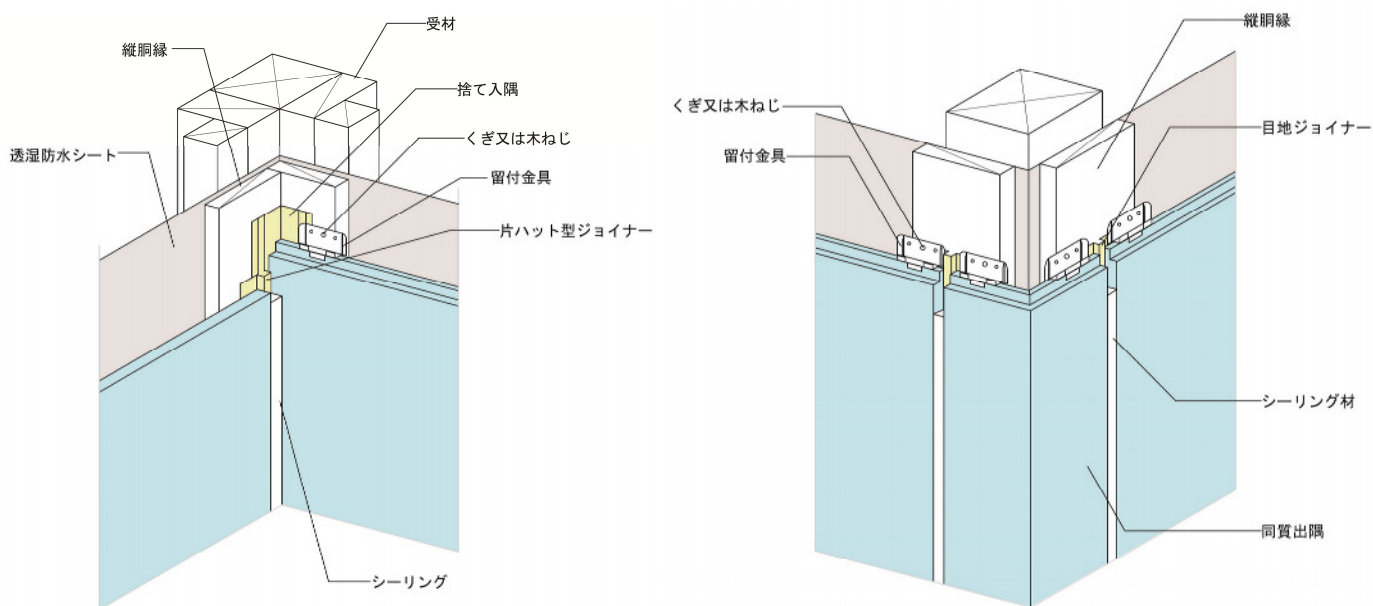 受材
縦胴縁
捨て入隅
くぎ又は木ねじ
透湿防水シート
留付金具
片ハット型ジョイナー
シーリング
縦胴縁
くぎ又は木ねじ
目地ジョイナー
留付金具
シーリング材
同質出隅